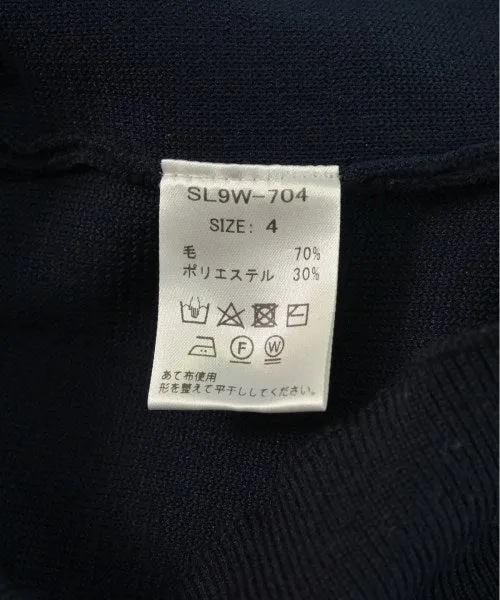 SL9W-704
SIZE: 4
毛 70%
ポリエステル 30%
F W
あて布使用
形を整えて平干ししてください。